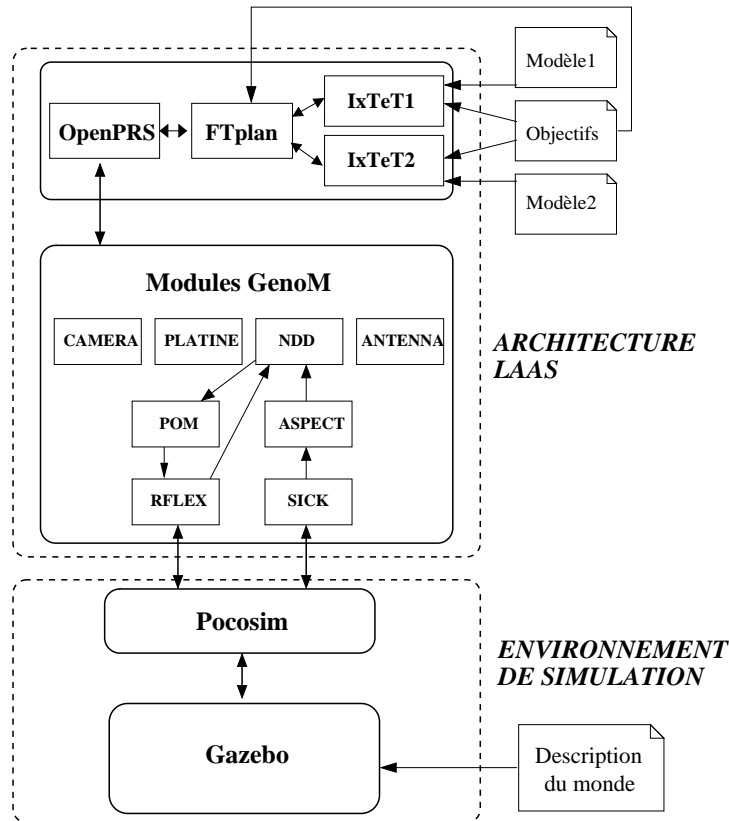 Modèle1
IxTeT1
OpenPRS
FTplan
Objectifs
IxTeT2
Modèle2
Modules GenoM
CAMERA
PLATINE
NDD
ANTENNA
ARCHITECTURE
LAAS
POM
ASPECT
RFLEX
SICK
Pocosim
ENVIRONNEMENT
DE SIMULATION
Gazebo
Description
du monde